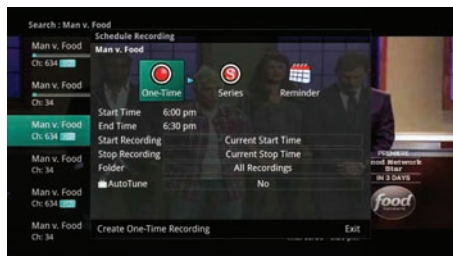 Search : Man v. Food
Schedule Recording
Man v. Food
One-Time
Series
Reminder
Start Time 6:00 pm
End Time 6:30 pm
Start Recording Current Start Time
Stop Recording Current Stop Time
Folder All Recordings
AutoTune No
Create One-Time Recording Exit
Man v. Food
Ch: 634
Man v. Food
Ch: 34
Man v. Food
Ch: 634
Man v. Food
Ch: 34
Man v. Food
Ch: 634
Man v. Food
Ch: 34
PREMIERE
Food Network
Star
IN 3 DAYS
food